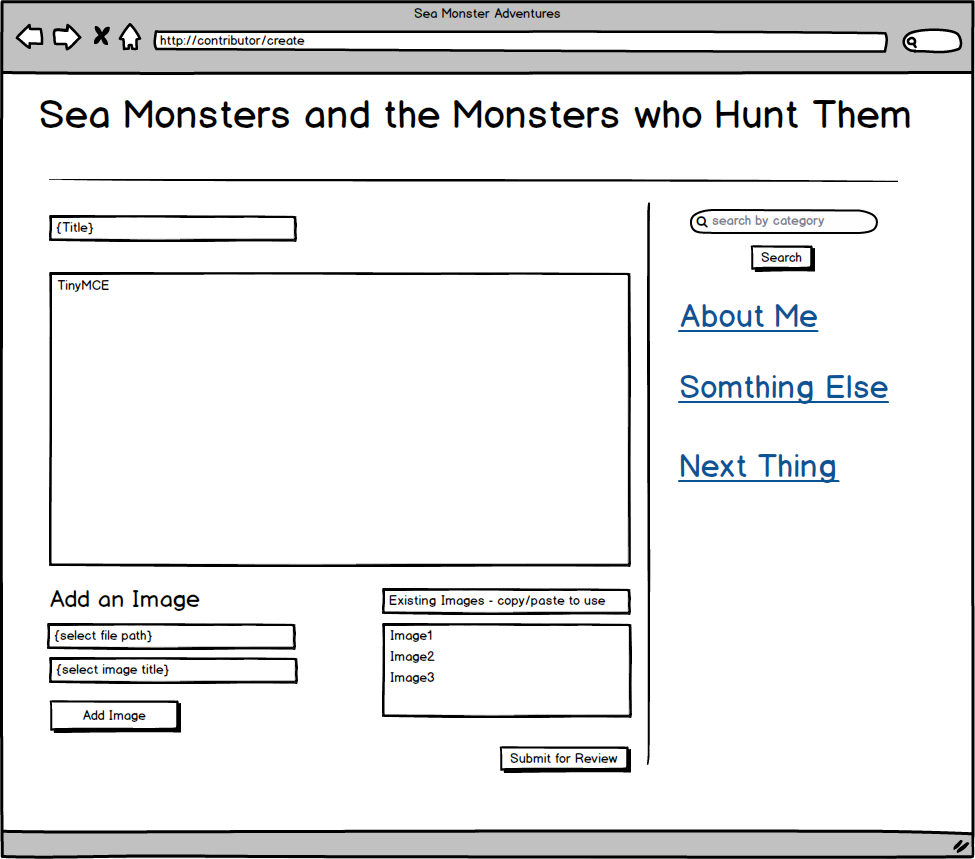 Sea Monster Adventures
http://contributor/create
Sea Monsters and the Monsters who Hunt Them
{Title}
search by category
Search
TinyMCE
About Me
Somthing Else
Next Thing
Add an Image
Existing Images - copy/paste to use
{select file path}
Image1
Image2
{select image title}
Image3
Add Image
Submit for Review